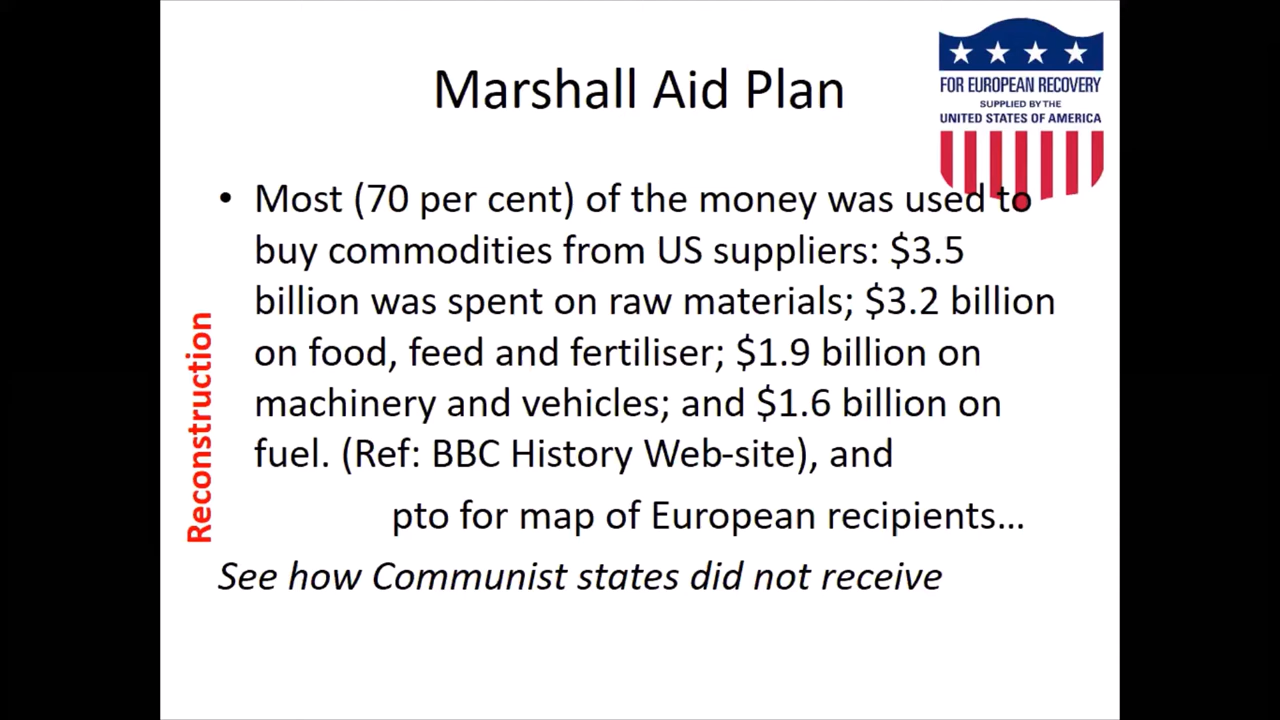 Marshall Aid Plan
FOR EUROPEAN RECOVERY
SUPPLIED BY THE
UNITED STATES OF AMERICA
• Most (70 per cent) of the money was used to
buy commodities from US suppliers: $3.5
billion was spent on raw materials; $3.2 billion
on food, feed and fertiliser; $1.9 billion on
machinery and vehicles; and $1.6 billion on
fuel. (Ref: BBC History Web-site), and
pto for map of European recipients…
See how Communist states did not receive
Reconstruction